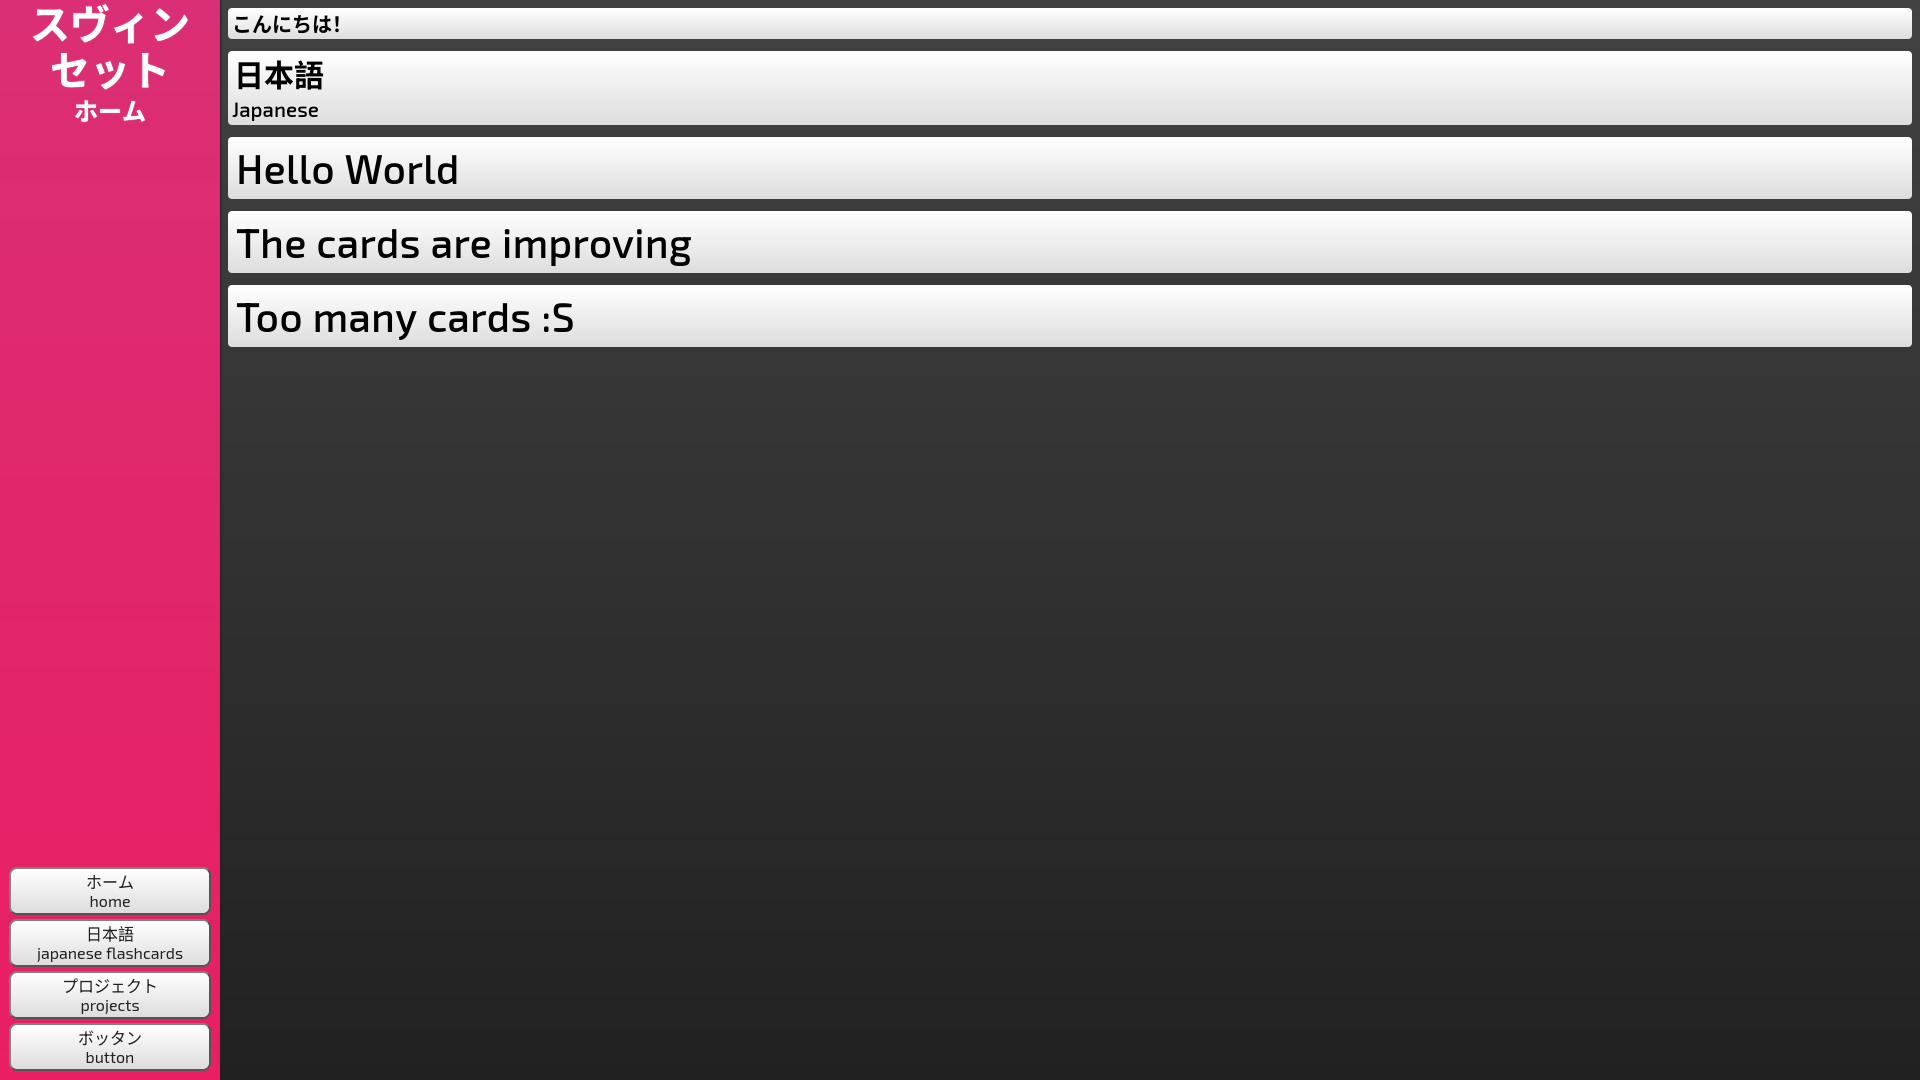 スヴィン
セット
ホーム
ホーム
home
日本語
japanese flashcards
プロジェクト
projects
ボッタン
button
こんにちは!
日本語
Japanese
Hello World
The cards are improving
Too many cards :S